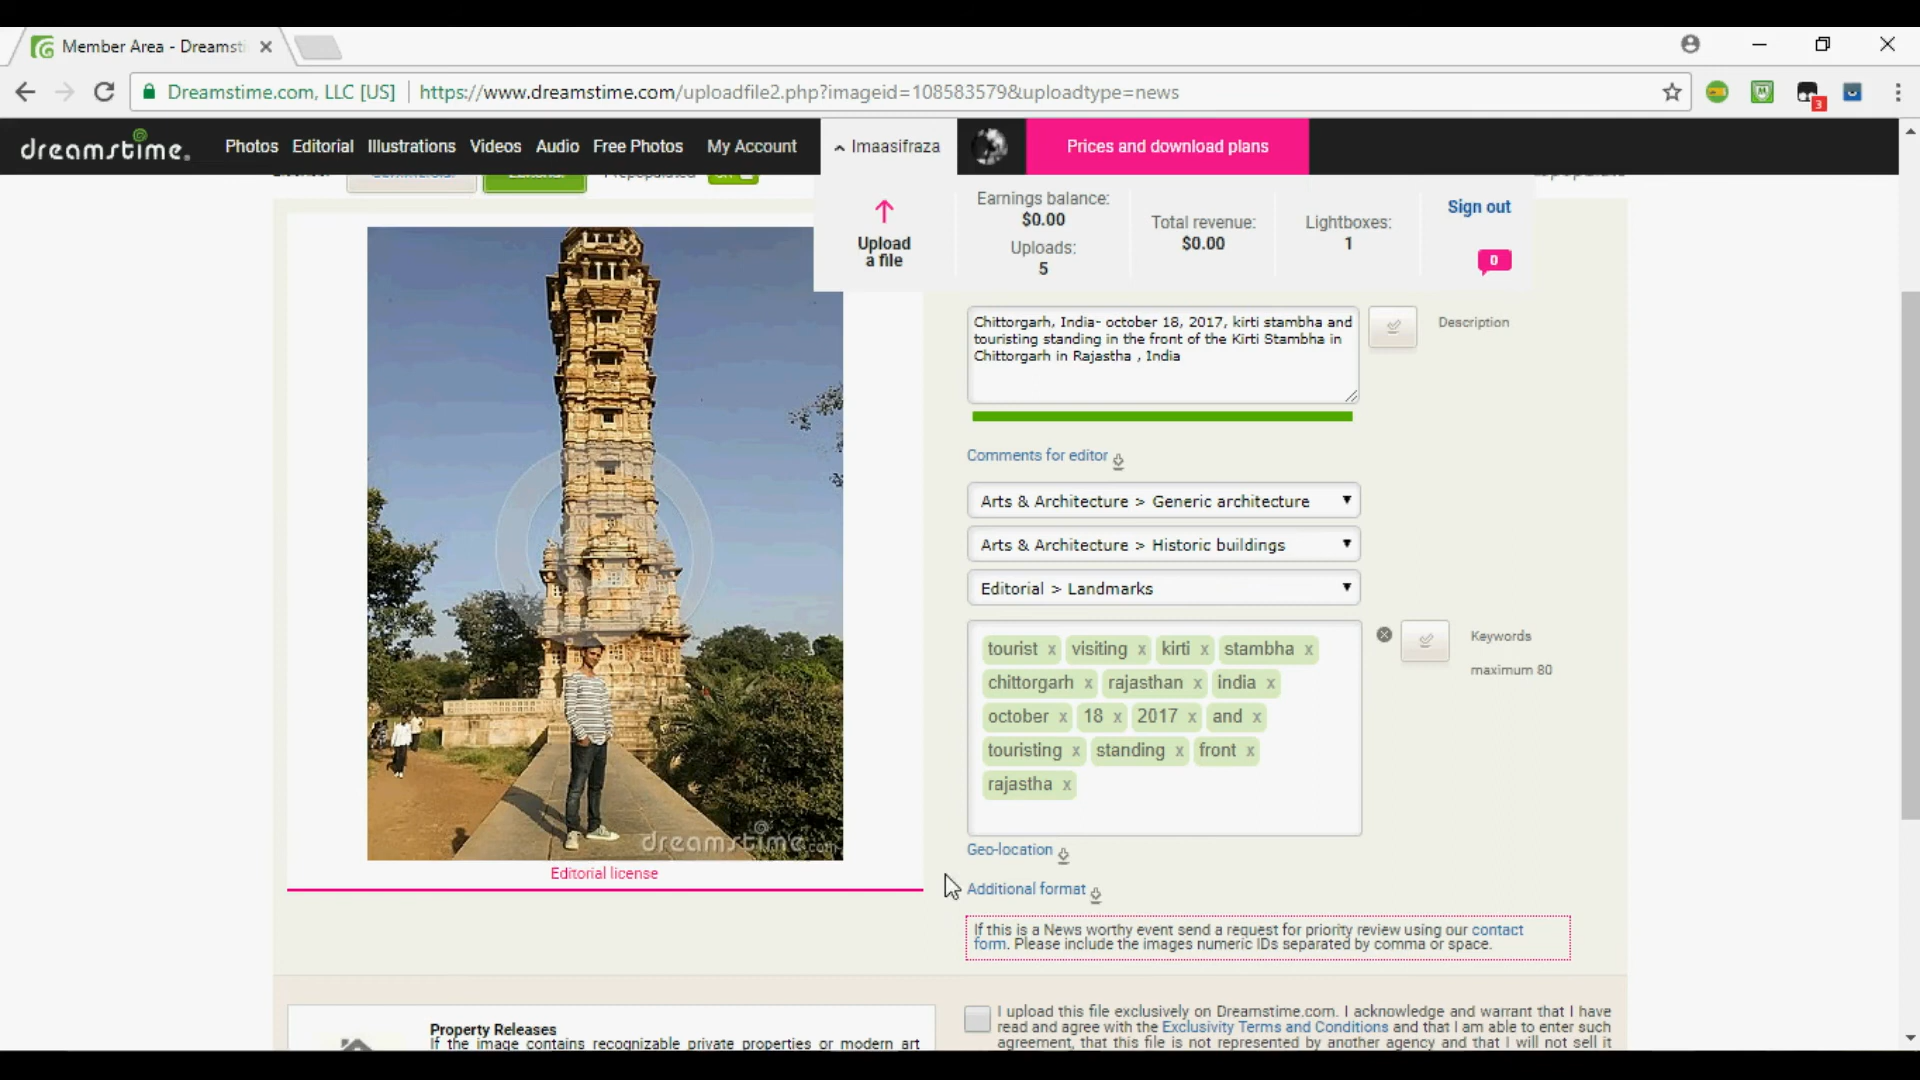 Member Area - Dreamsti
Dreamstime.com, LLC [US] https://www.dreamstime.com/uploadfile2.php?imageid=108583579&uploadtype=news
3
dreamstime. Photos Editorial Illustrations Videos Audio Free Photos My Account Imaasifraza Prices and download plans
Upload
a file
Earnings balance:
$0.00
Uploads:
5
Total revenue:
$0.00
Lightboxes:
1
Sign out
0
Chittorgarh, India- october 18, 2017, kirti stambha and
touristing standing in the front of the Kirti Stambha in
Chittorgarh in Rajastha , India
Description
Comments for editor
Arts & Architecture > Generic architecture
Arts & Architecture > Historic buildings
Editorial > Landmarks
tourist x visiting x kirti x stambha x
chittorgarh x rajasthan x india x
october x 18 x 2017 x and x
touristing x standing x front x
rajastha x
Keywords
maximum 80
dreamstime.com
Editorial license
Geo-location
Additional format
If this is a News worthy event send a request for priority review using our contact
form. Please include the images numeric IDs separated by comma or space.
Property Releases
If the image contains recognizable private properties or modern art
I upload this file exclusively on Dreamstime.com. I acknowledge and warrant that I have
read and agree with the Exclusivity Terms and Conditions and that I am able to enter such
agreement, that this file is not represented by another agency and that I will not sell it